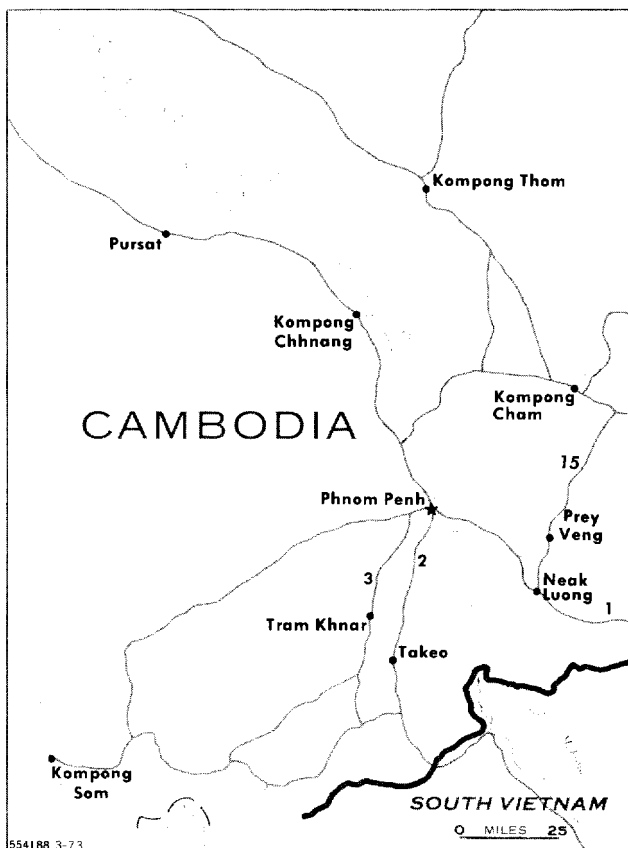 Kompong Thom
Pursat
Kompong
Chhnang
Kompong
Cham
CAMBODIA
15
Phnom Penh
Prey
Veng
3
2
Neak
Luong
1
Tram Khnar
Takeo
Kompong
Som
SOUTH VIETNAM
0 MILES 25
554188 3-73